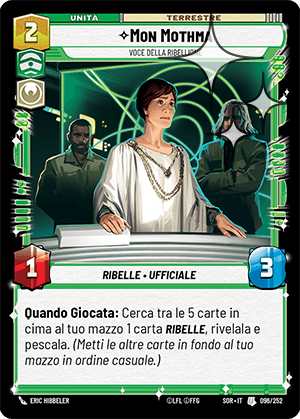 UNITÀ
TERRESTRE
2
MON MOTHMA
VOCE DELLA RIBELLIONE
1
3
RIBELLE • UFFICIALE
Quando Giocata: Cerca tra le 5 carte in
cima al tuo mazzo 1 carta RIBELLE, rivelala e
pescala. (Metti le altre carte in fondo al tuo
mazzo in ordine casuale.)
ERIC HIBBELER
©LFL ©FFG
SOR • IT
U
096/252